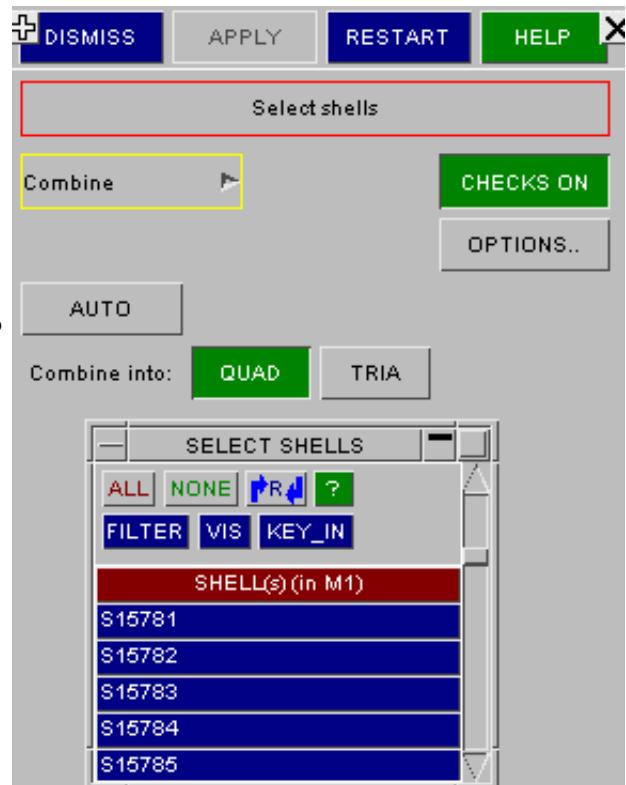 DISMISS APPLY RESTART HELP X
Select shells
Combine CHECKS ON
OPTIONS..
AUTO
Combine into: QUAD TRIA
SELECT SHELLS
ALL NONE R ?
FILTER VIS KEY_IN
SHELL(s) (in M1)
S15781
S15782
S15783
S15784
S15785